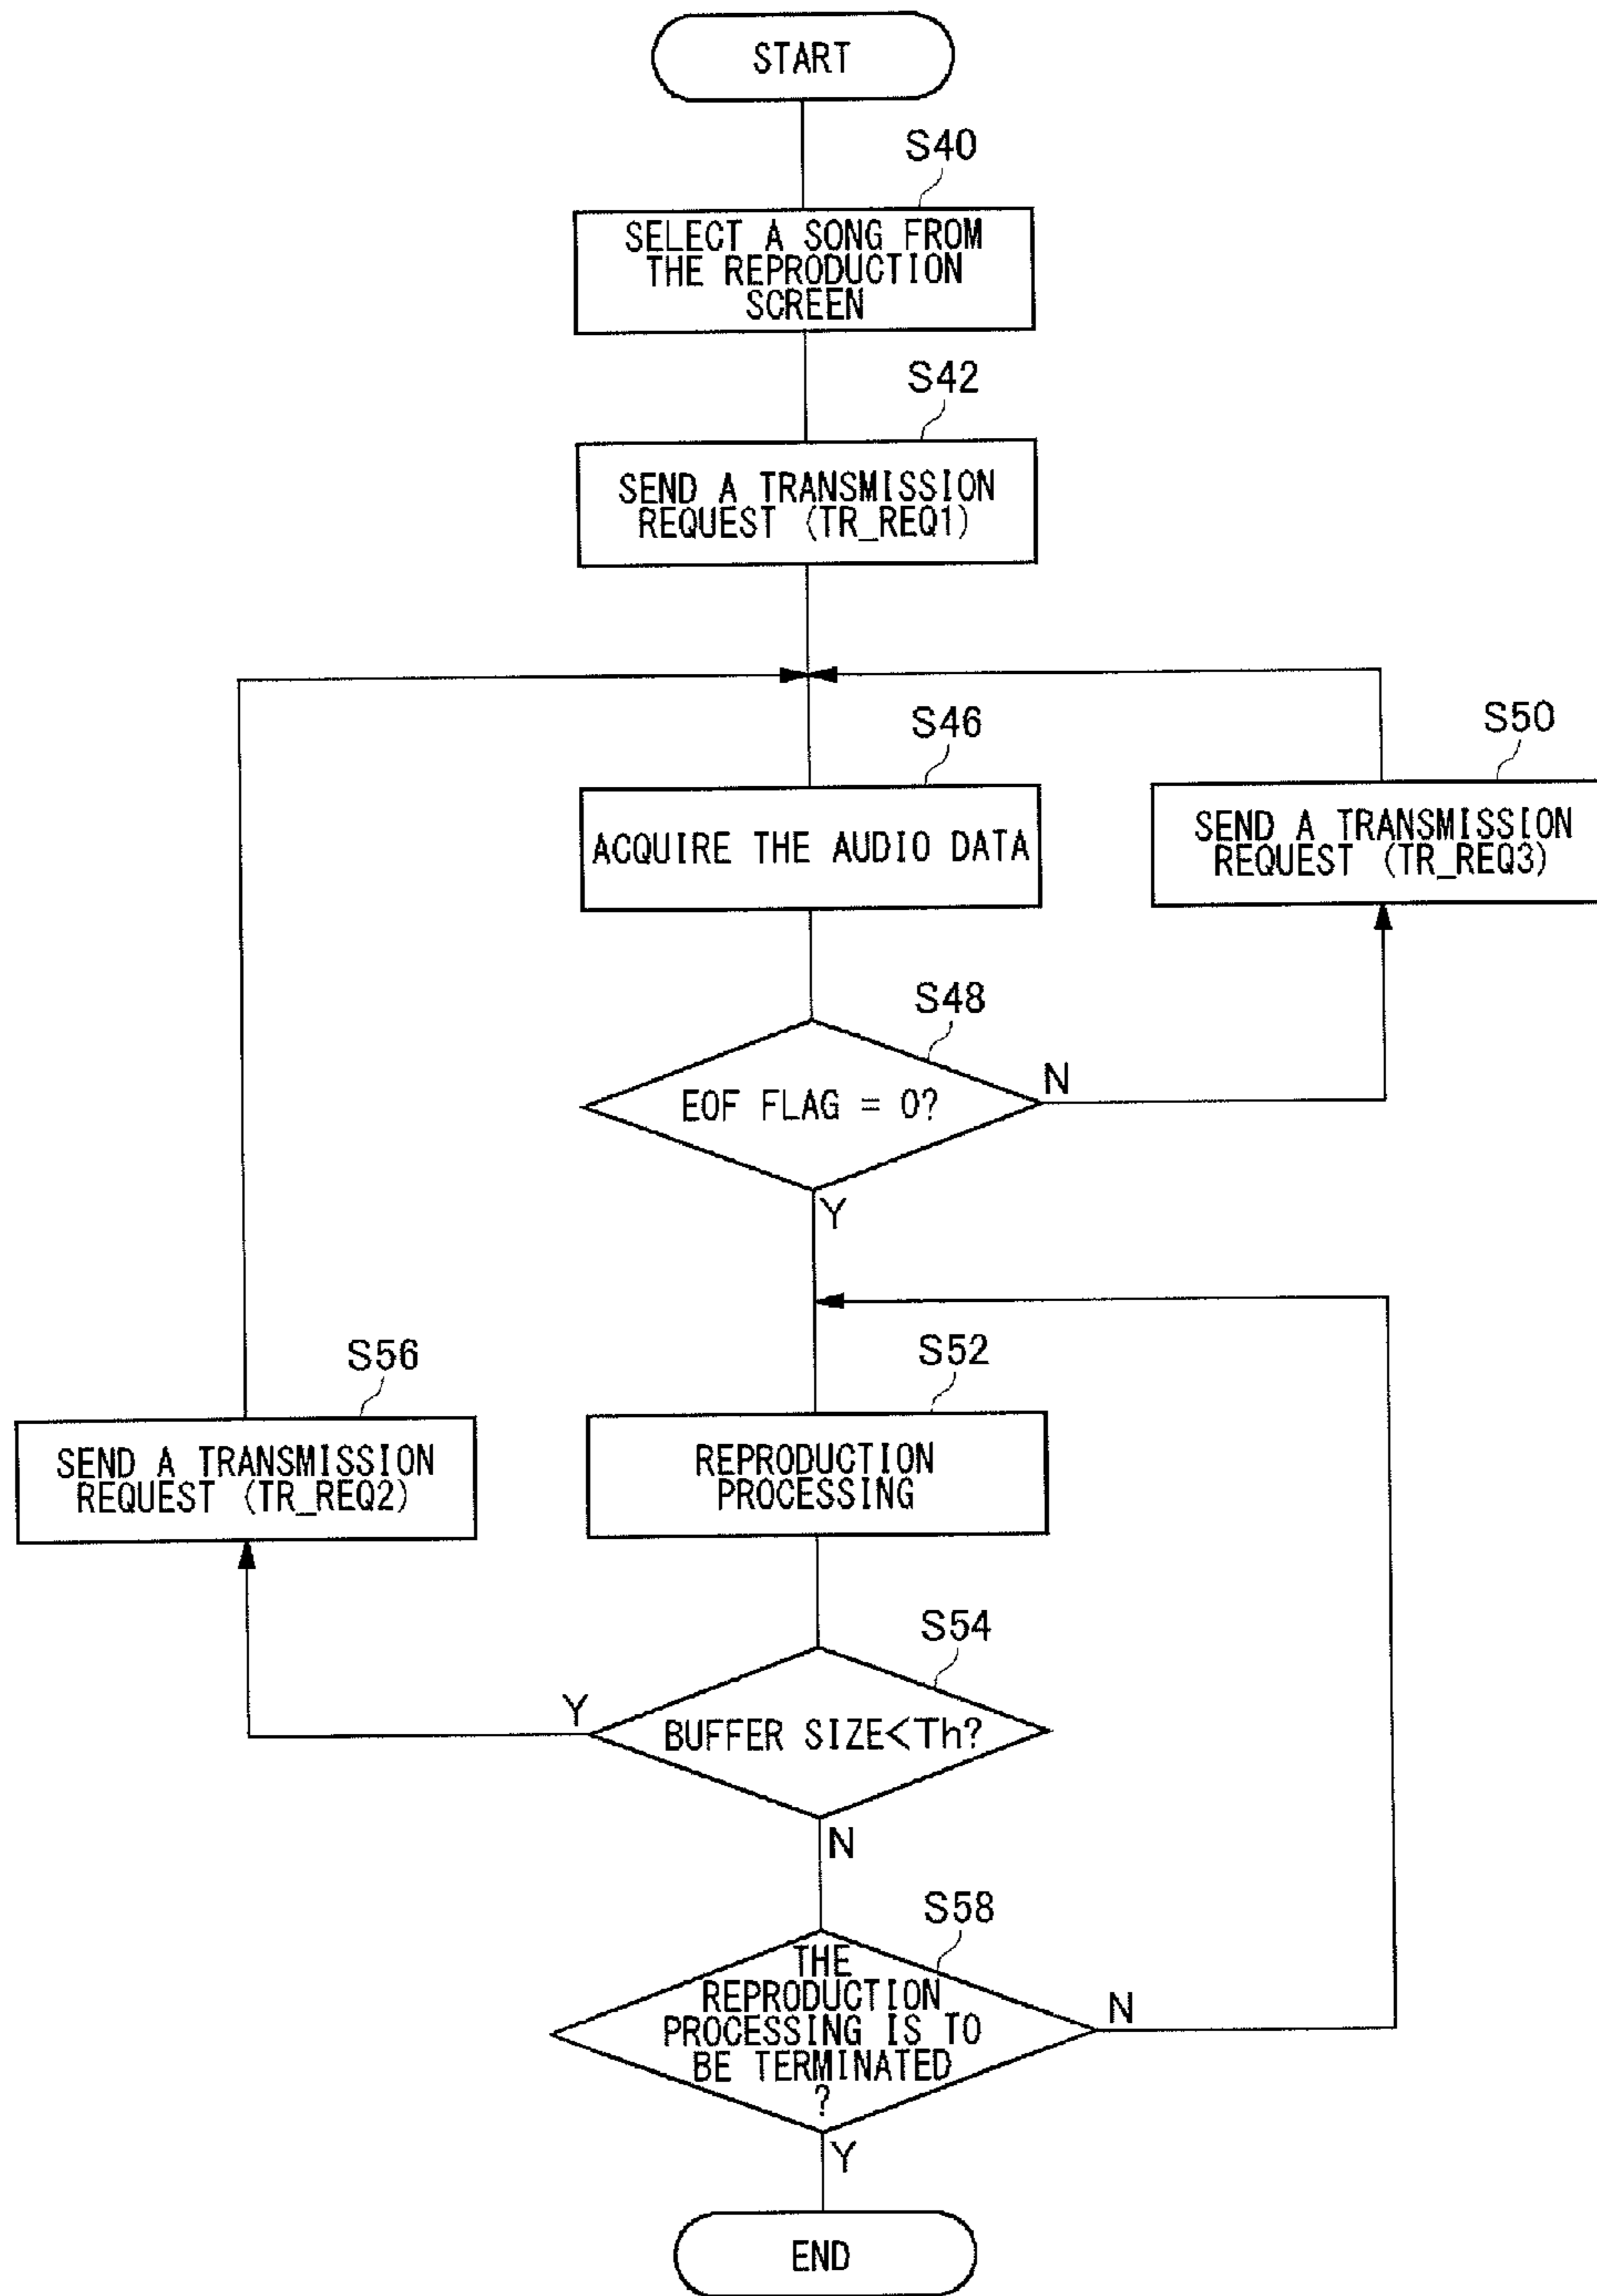 START
S40
SELECT A SONG FROM
THE REPRODUCTION
SCREEN
S42
SEND A TRANSMISSION
REQUEST (TR_REQ1)
S46
ACQUIRE THE AUDIO DATA
S50
SEND A TRANSMISSION
REQUEST (TR_REQ3)
S48
EOF FLAG = 0?
N
Y
S52
REPRODUCTION
PROCESSING
S56
SEND A TRANSMISSION
REQUEST (TR_REQ2)
S54
BUFFER SIZE<Th?
Y
N
S58
THE
REPRODUCTION
PROCESSING IS TO
BE TERMINATED
?
N
Y
END